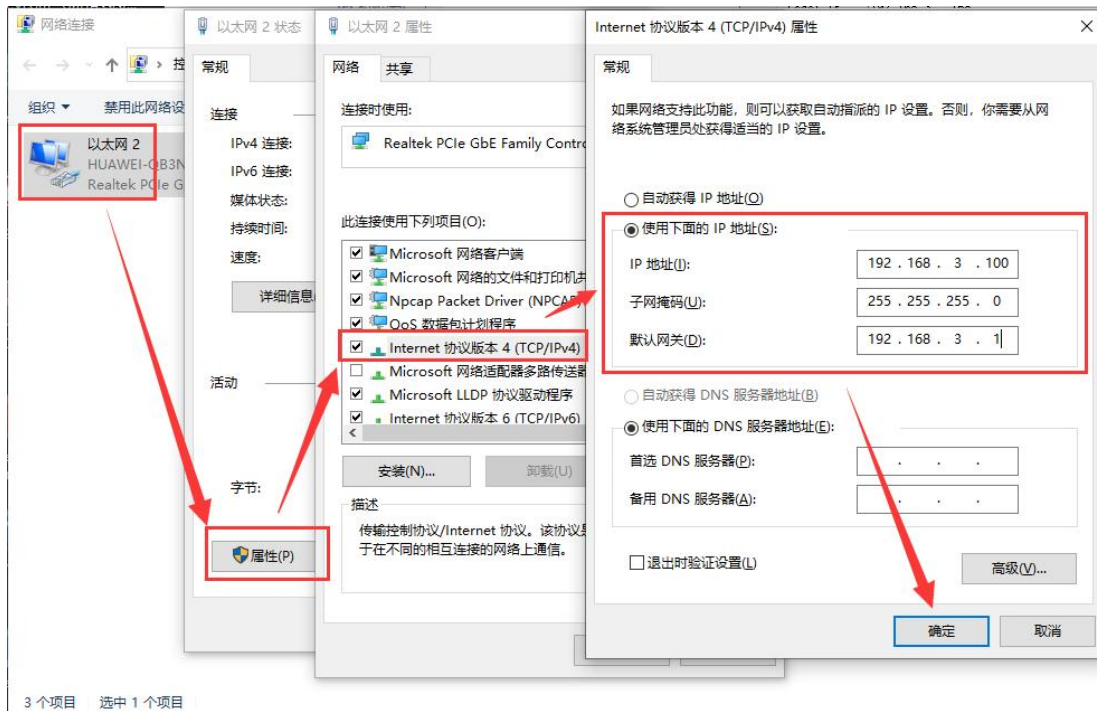 网络连接
组织
禁用此网络设
以太网 2
HUAWEI-QB3N
Realtek PCIe G
3 个项目
选中 1 个项目
以太网 2 状态
常规
连接
IPv4 连接:
IPv6 连接:
媒体状态:
持续时间:
速度:
详细信息
活动
字节:
属性(P)
以太网 2 属性
网络
共享
连接时使用:
Realtek PCIe GbE Family Contro
此连接使用下列项目(O):
Microsoft 网络客户端
Microsoft 网络的文件和打印机共
Npcap Packet Driver (NPCAP)
QoS 数据包计划程序
Internet 协议版本 4 (TCP/IPv4)
Microsoft 网络适配器多路传送器
Microsoft LLDP 协议驱动程序
Internet 协议版本 6 (TCP/IPv6)
安装(N)...
卸载(U)
描述
传输控制协议/Internet 协议。该协议是
于在不同的相互连接的网络上通信。
Internet 协议版本 4 (TCP/IPv4) 属性
常规
如果网络支持此功能，则可以获取自动指派的 IP 设置。否则，你需要从网
络系统管理员处获得适当的 IP 设置。
自动获得 IP 地址(O)
使用下面的 IP 地址(S):
IP 地址(I):
192 . 168 . 3 . 100
子网掩码(U):
255 . 255 . 255 . 0
默认网关(D):
192 . 168 . 3 . 1
自动获得 DNS 服务器地址(B)
使用下面的 DNS 服务器地址(E):
首选 DNS 服务器(P):
备用 DNS 服务器(A):
退出时验证设置(L)
高级(V)...
确定
取消